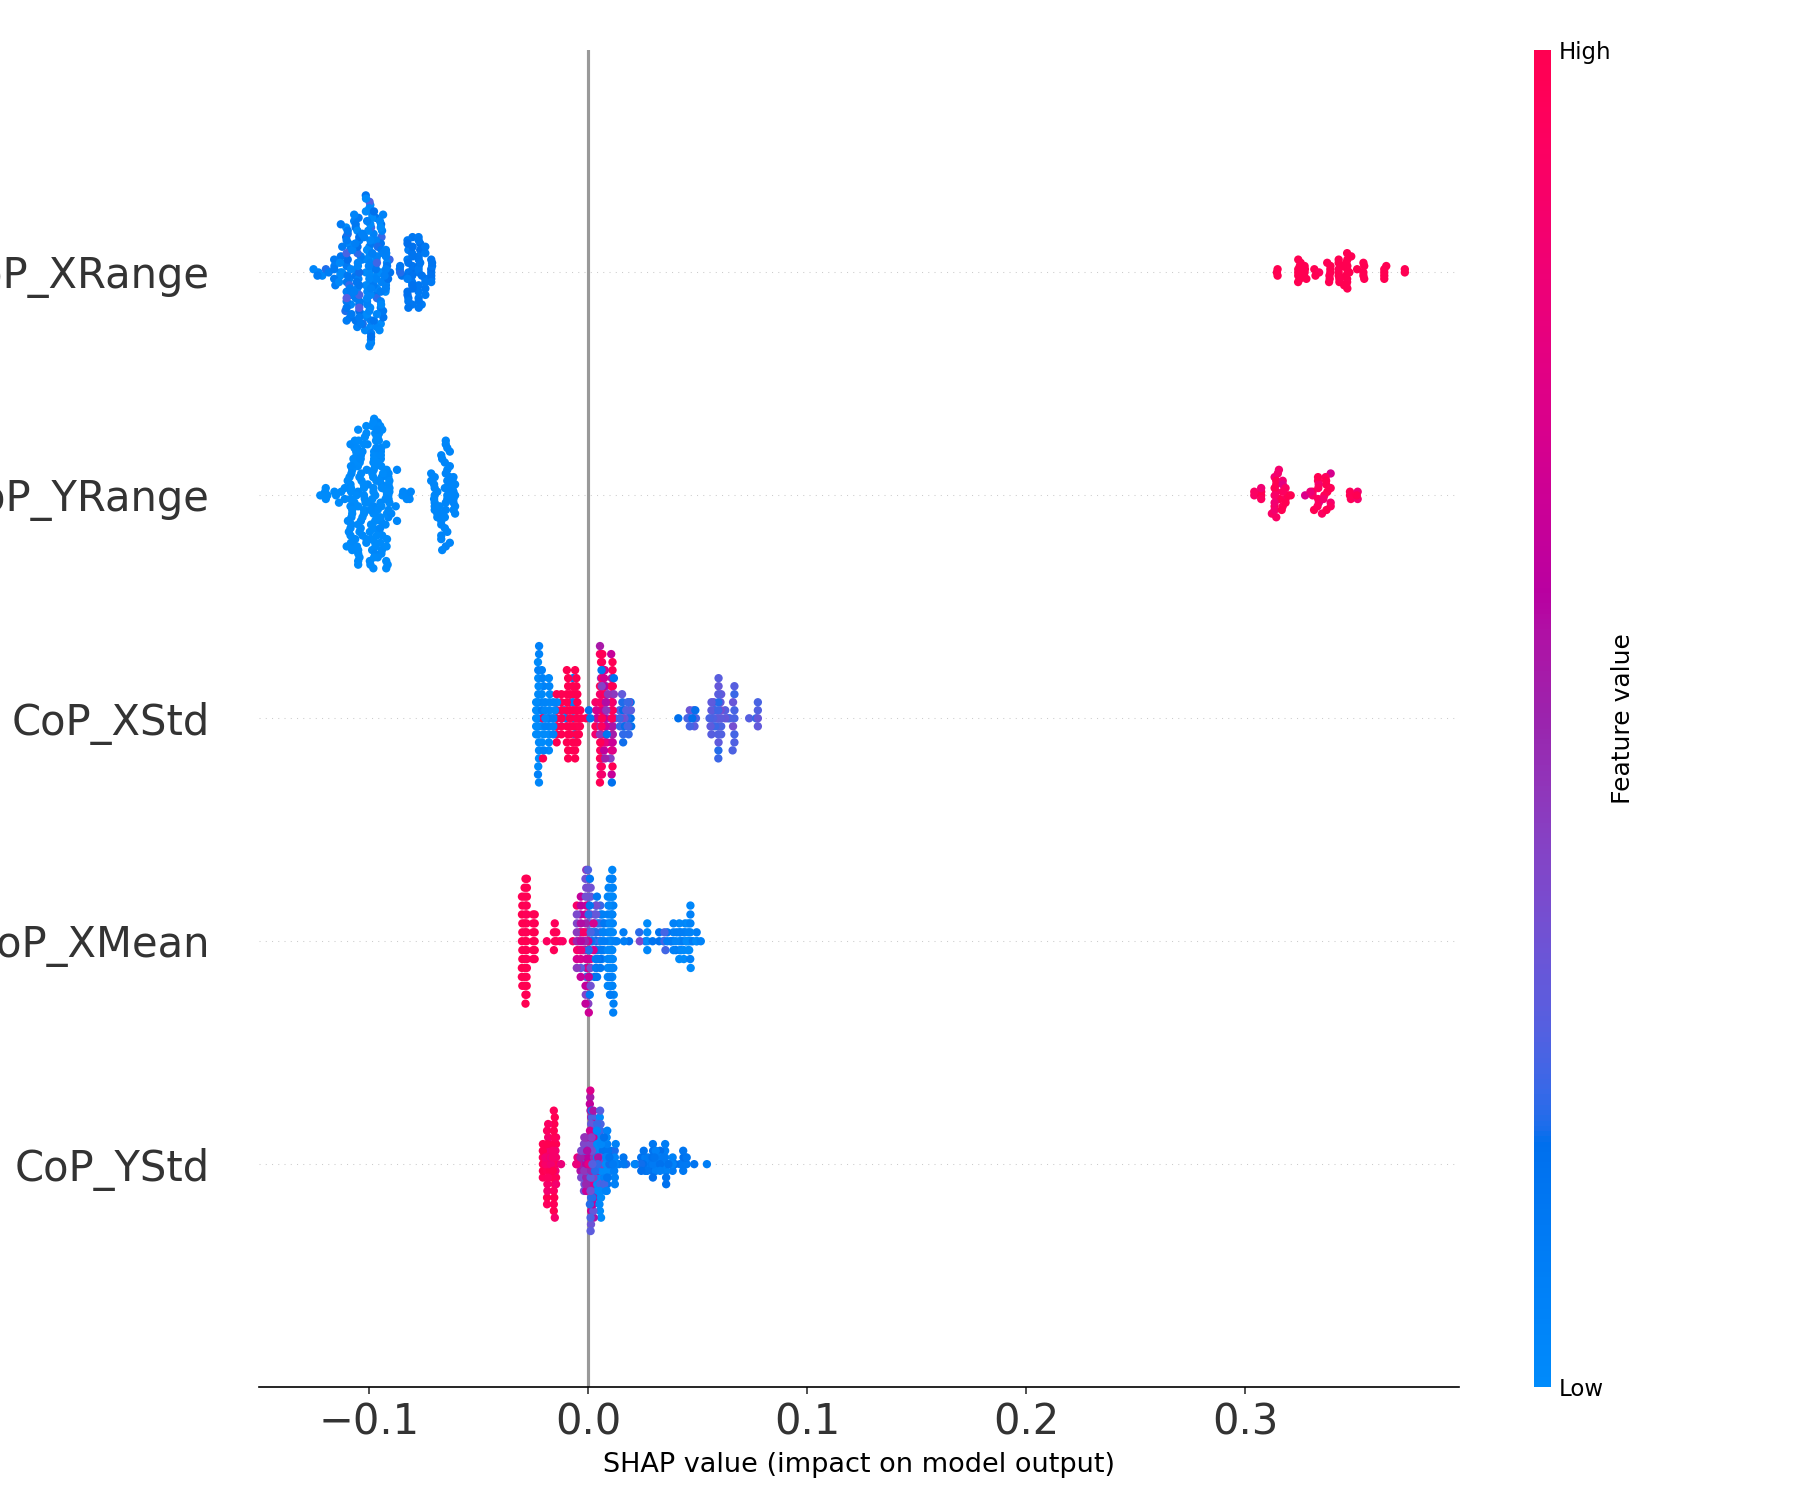 High
P_XRange
oP_YRange
CoP_XStd
oP_XMean
CoP_YStd
Feature value
Low
−0.1 0.0 0.1 0.2 0.3
SHAP value (impact on model output)